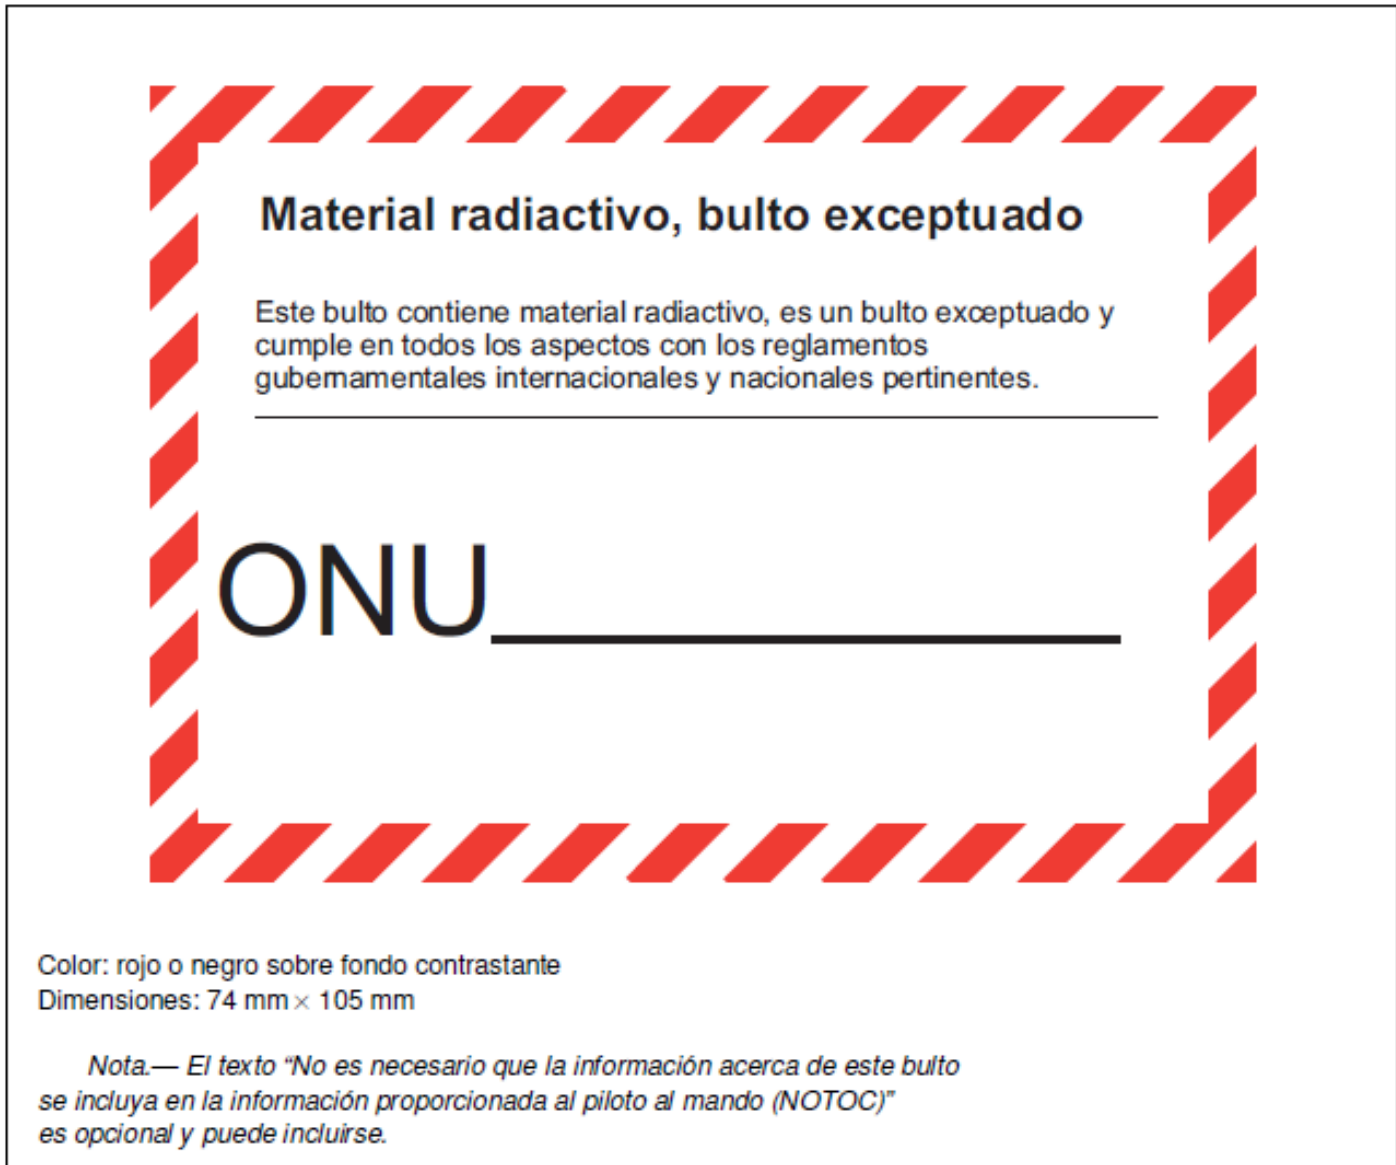 Material radiactivo, bulto exceptuado
Este bulto contiene material radiactivo, es un bulto exceptuado y
cumple en todos los aspectos con los reglamentos
gubernamentales internacionales y nacionales pertinentes.
ONU
Color: rojo o negro sobre fondo contrastante
Dimensiones: 74 mm × 105 mm
Nota.— El texto “No es necesario que la información acerca de este bulto
se incluya en la información proporcionada al piloto al mando (NOTOC)”
es opcional y puede incluirse.